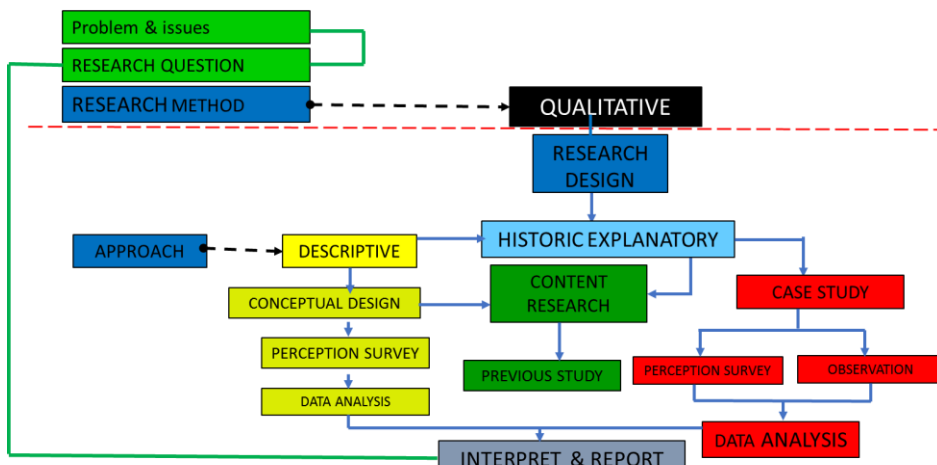 Problem & issues
RESEARCH QUESTION
RESEARCH METHOD
QUALITATIVE
RESEARCH
DESIGN
APPROACH
DESCRIPTIVE
HISTORIC EXPLANATORY
CONCEPTUAL DESIGN
CONTENT
RESEARCH
CASE STUDY
PERCEPTION SURVEY
PREVIOUS STUDY
PERCEPTION SURVEY
OBSERVATION
DATA ANALYSIS
DATA ANALYSIS
INTERPRET & REPORT